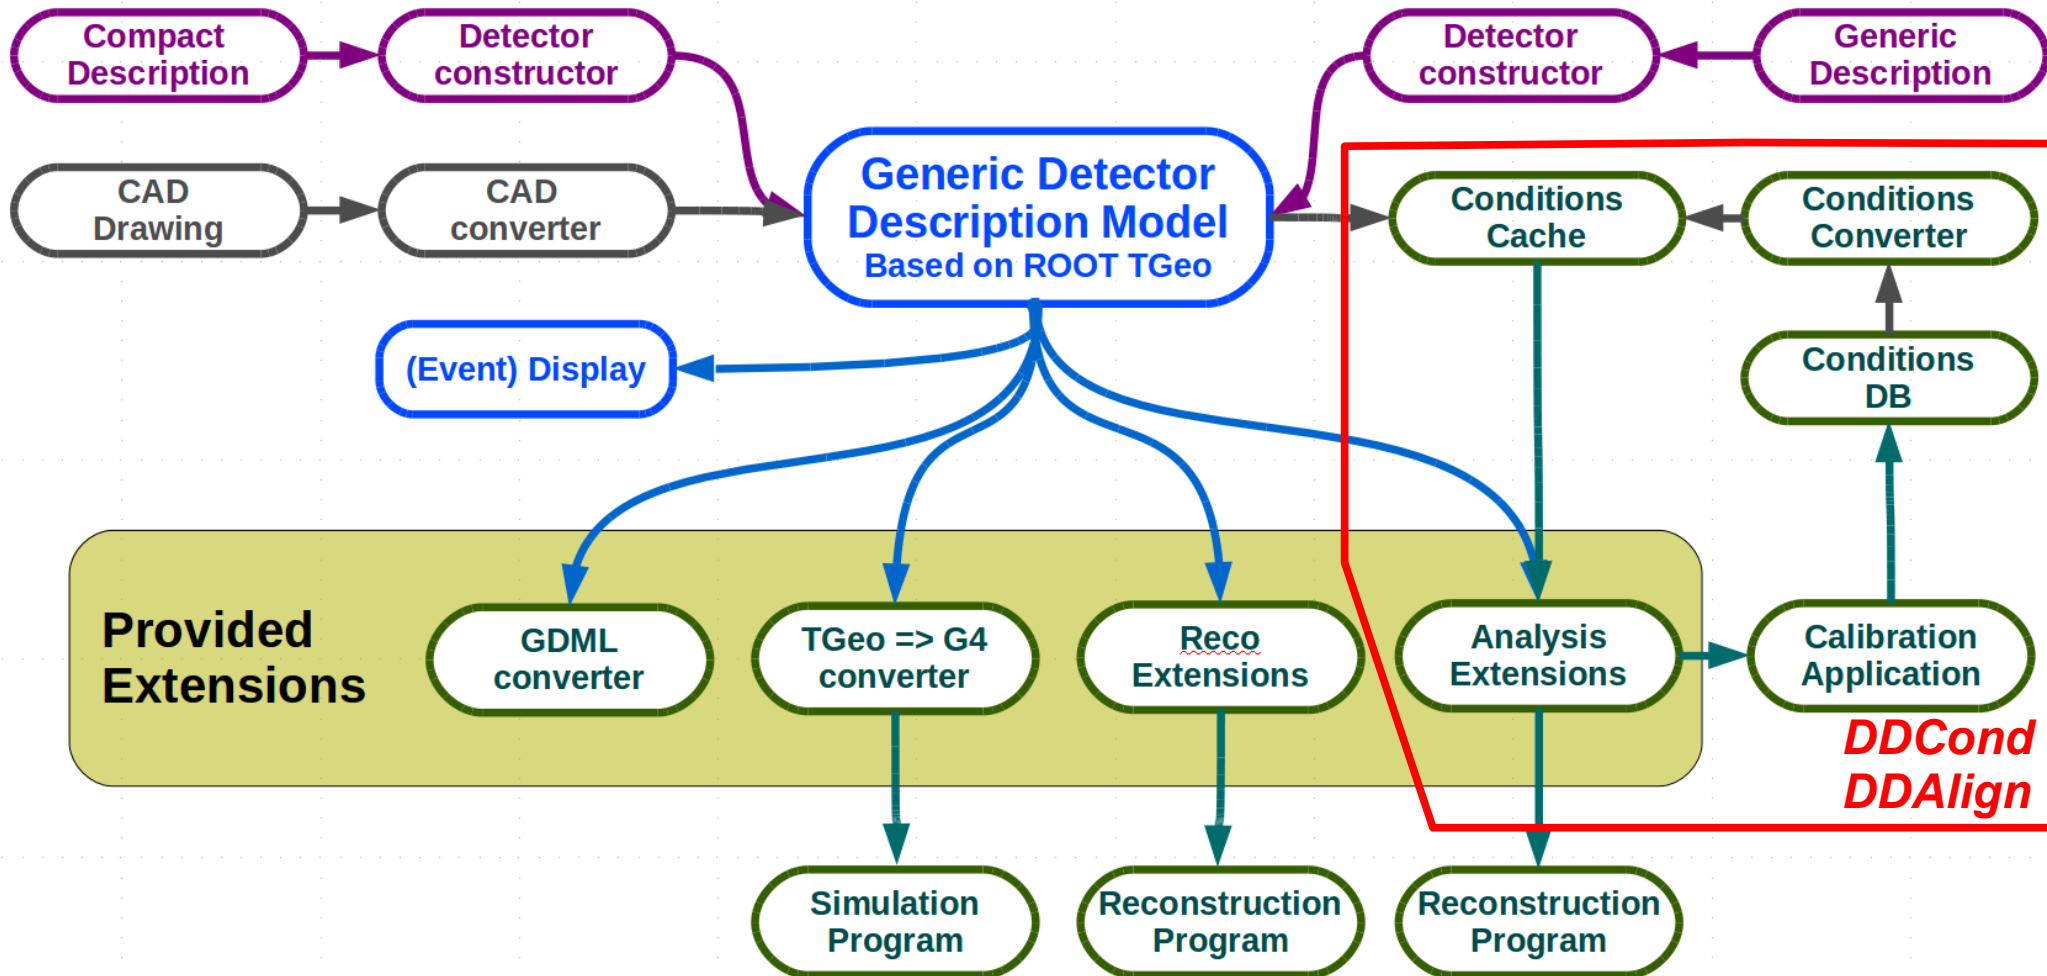 Compact
Description
Detector
constructor
Detector
constructor
Generic
Description
CAD
Drawing
CAD
converter
Generic Detector
Description Model
Based on ROOT TGeo
Conditions
Cache
Conditions
Converter
(Event) Display
Conditions
DB
Provided
Extensions
GDML
converter
TGeo => G4
converter
Reco
Extensions
Analysis
Extensions
Calibration
Application
DDCond
DDAlign
Simulation
Program
Reconstruction
Program
Reconstruction
Program